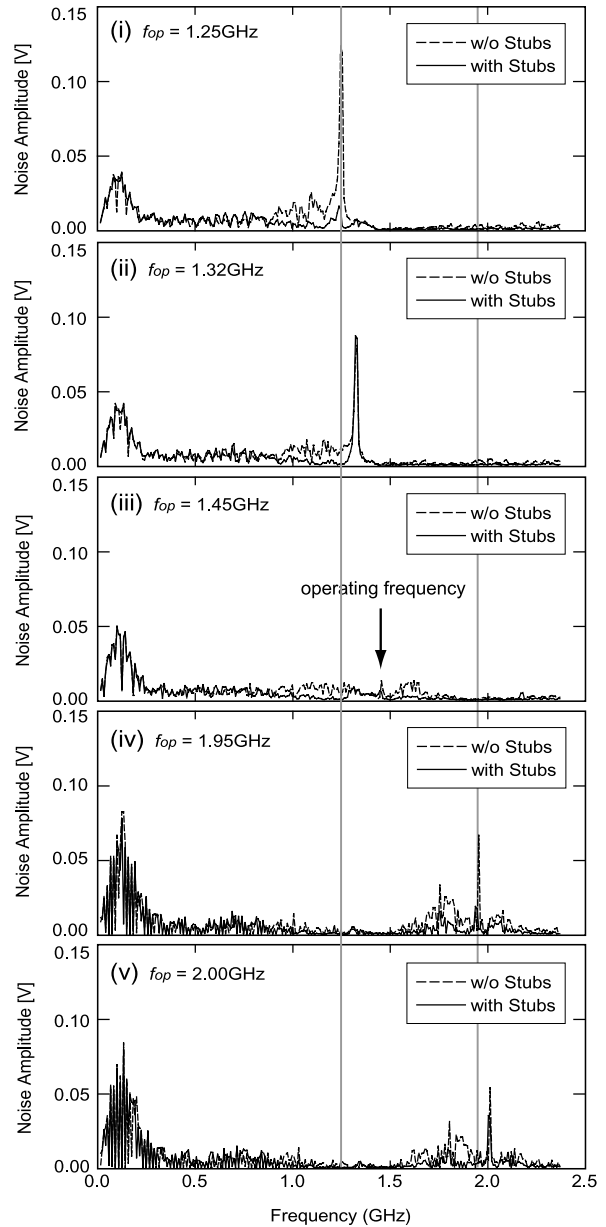 0.15
(i) fop = 1.25GHz
w/o Stubs
with Stubs
0.10
0.05
0.00
Noise Amplitude [V]
0.15
(ii) fop = 1.32GHz
w/o Stubs
with Stubs
0.10
0.05
0.00
Noise Amplitude [V]
0.15
(iii) fop = 1.45GHz
w/o Stubs
with Stubs
0.10
operating frequency
0.05
0.00
Noise Amplitude [V]
0.15
(iv) fop = 1.95GHz
w/o Stubs
with Stubs
0.10
0.05
0.00
Noise Amplitude [V]
0.15
(v) fop = 2.00GHz
w/o Stubs
with Stubs
0.10
0.05
0.00
Noise Amplitude [V]
0.0 0.5 1.0 1.5 2.0 2.5
Frequency (GHz)